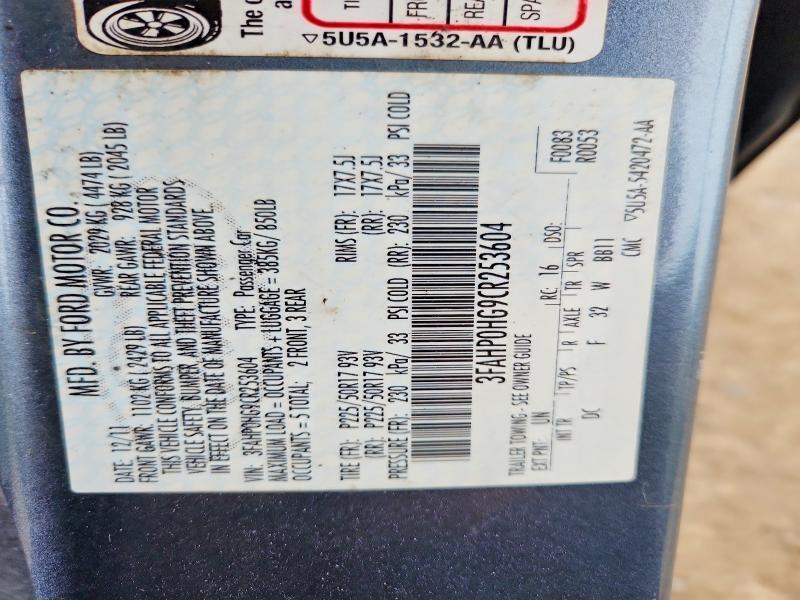 The
a
FR
RE
SPA
▽5U5A-1532-AA (TLU)
MFD. BY FORD MOTOR CO.
DATE: 12/11 GVWR: 2029 KG ( 4474 LB)
FRONT GAWR: 1102 KG ( 2429 LB) REAR GAWR: 928 KG ( 2045 LB)
THIS VEHICLE CONFORMS TO ALL APPLICABLE FEDERAL MOTOR
VEHICLE SAFETY, BUMPER AND THEFT PREVENTION STANDARDS
IN EFFECT ON THE DATE OF MANUFACTURE SHOWN ABOVE.
VIN: 3FAHP0HG9CR253604 TYPE: Passenger Car
MAXIMUM LOAD = OCCUPANTS + LUGGAGE = 385KG/ 850LB
OCCUPANTS = 5 TOTAL; 2 FRONT, 3 REAR
TIRE (FR): P225/50R17 93V RIMS (FR): 17X7.5J
(RR): P225/50R17 93V (RR): 17X7.5J
PRESSURE (FR): 230 kPa/ 33 PSI COLD (RR): 230 kPa/ 33 PSI COLD
3FAHP0HG9CR253604
TRAILER TOWING - SEE OWNER GUIDE
F0083
R0053
EXT PNT: UN RC: 16 DSO:
INT TR TP/PS R AXLE TR SPR
DC F 32 W BB11
CMC ▽5U5A-5420472-AA